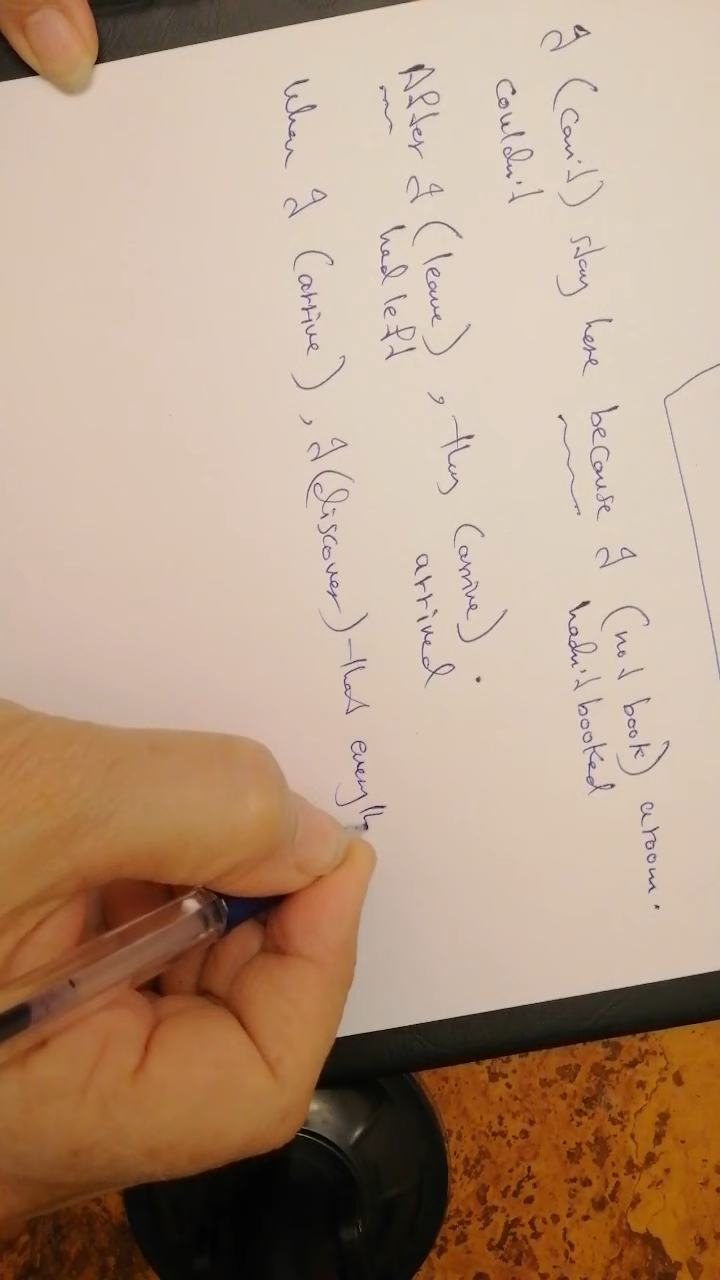 I (can't) stay here because I (not book) a room.
couldn't hadn't booked
After I (leave), they (arrive).
had left arrived
When I (arrive), I (discover) that everyth